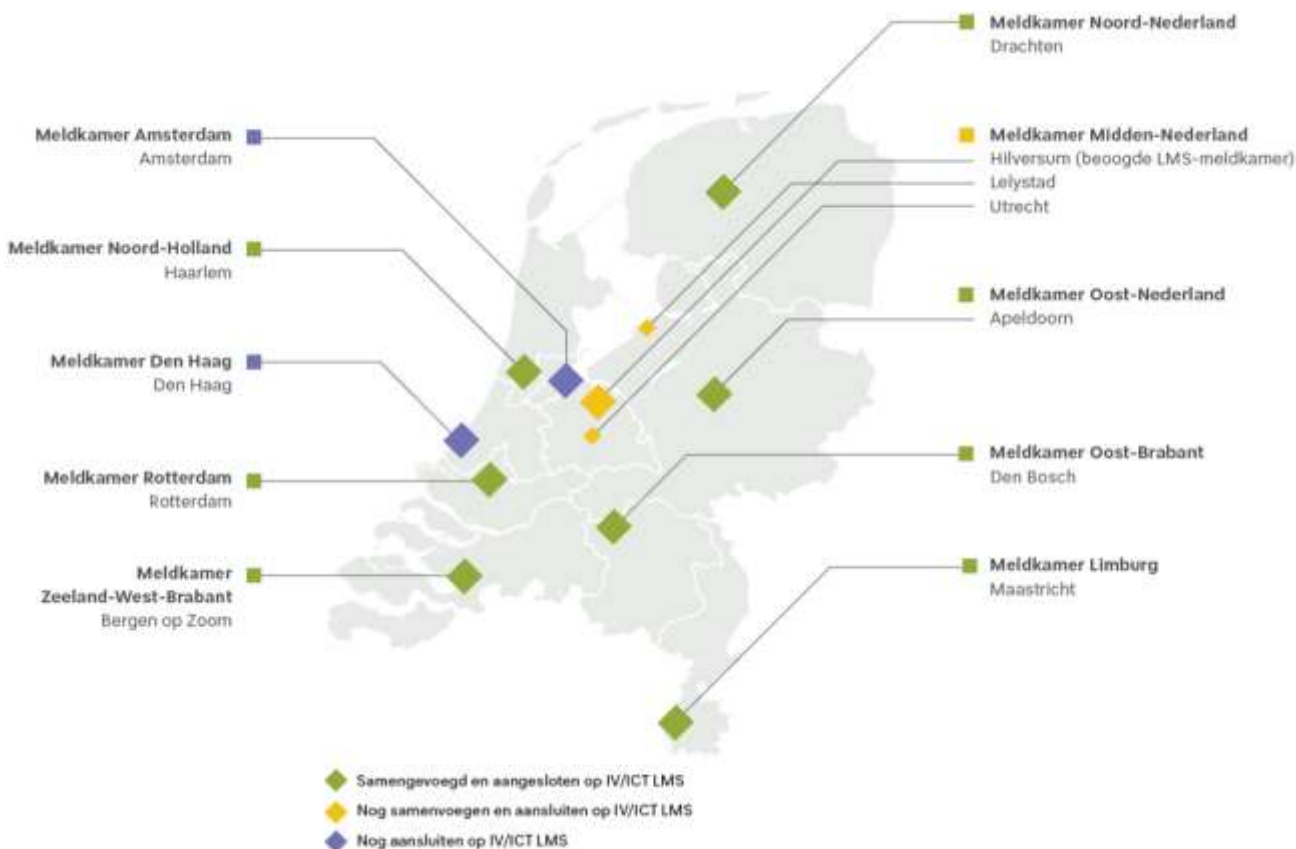 Meldkamer Noord-Nederland
Drachten
Meldkamer Amsterdam
Amsterdam
Meldkamer Midden-Nederland
Hilversum (beoogde LMS-meldkamer)
Lelystad
Utrecht
Meldkamer Noord-Holland
Haarlem
Meldkamer Oost-Nederland
Apeldoorn
Meldkamer Den Haag
Den Haag
Meldkamer Rotterdam
Rotterdam
Meldkamer Oost-Brabant
Den Bosch
Meldkamer
Zeeland-West-Brabant
Bergen op Zoom
Meldkamer Limburg
Maastricht
Samengevoegd en aangesloten op IV/ICT LMS
Nog samenvoegen en aansluiten op IV/ICT LMS
Nog aansluiten op IV/ICT LMS